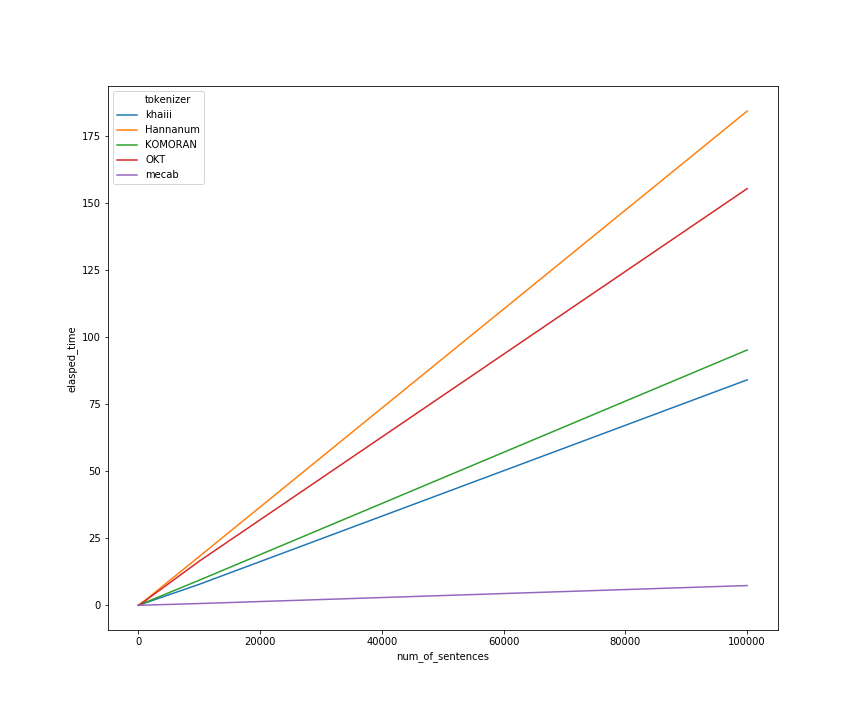 tokenizer
khaiii
Hannanum
KOMORAN
OKT
mecab
175
150
125
100
75
50
25
0
elasped_time
0 20000 40000 60000 80000 100000
num_of_sentences